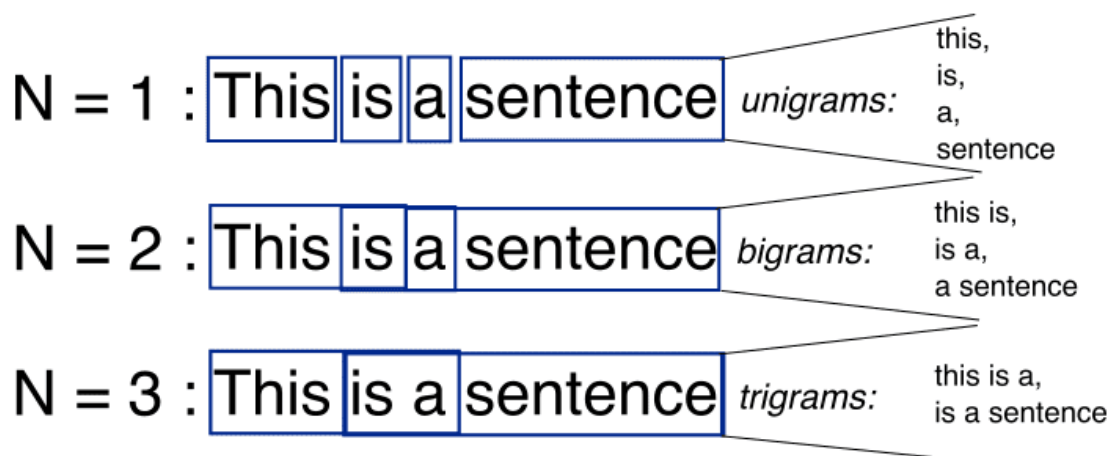 N = 1 : This is a sentence unigrams:
this,
is,
a,
sentence
N = 2 : This is a sentence bigrams:
this is,
is a,
a sentence
N = 3 : This is a sentence trigrams:
this is a,
is a sentence